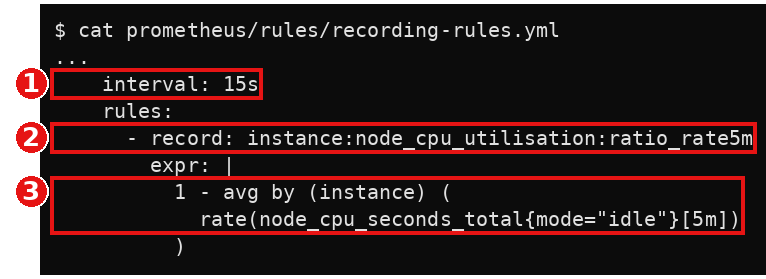 $ cat prometheus/rules/recording-rules.yml
...
1 interval: 15s
rules:
2 - record: instance:node_cpu_utilisation:ratio_rate5m
expr: |
3 1 - avg by (instance) (
rate(node_cpu_seconds_total{mode="idle"}[5m])
)